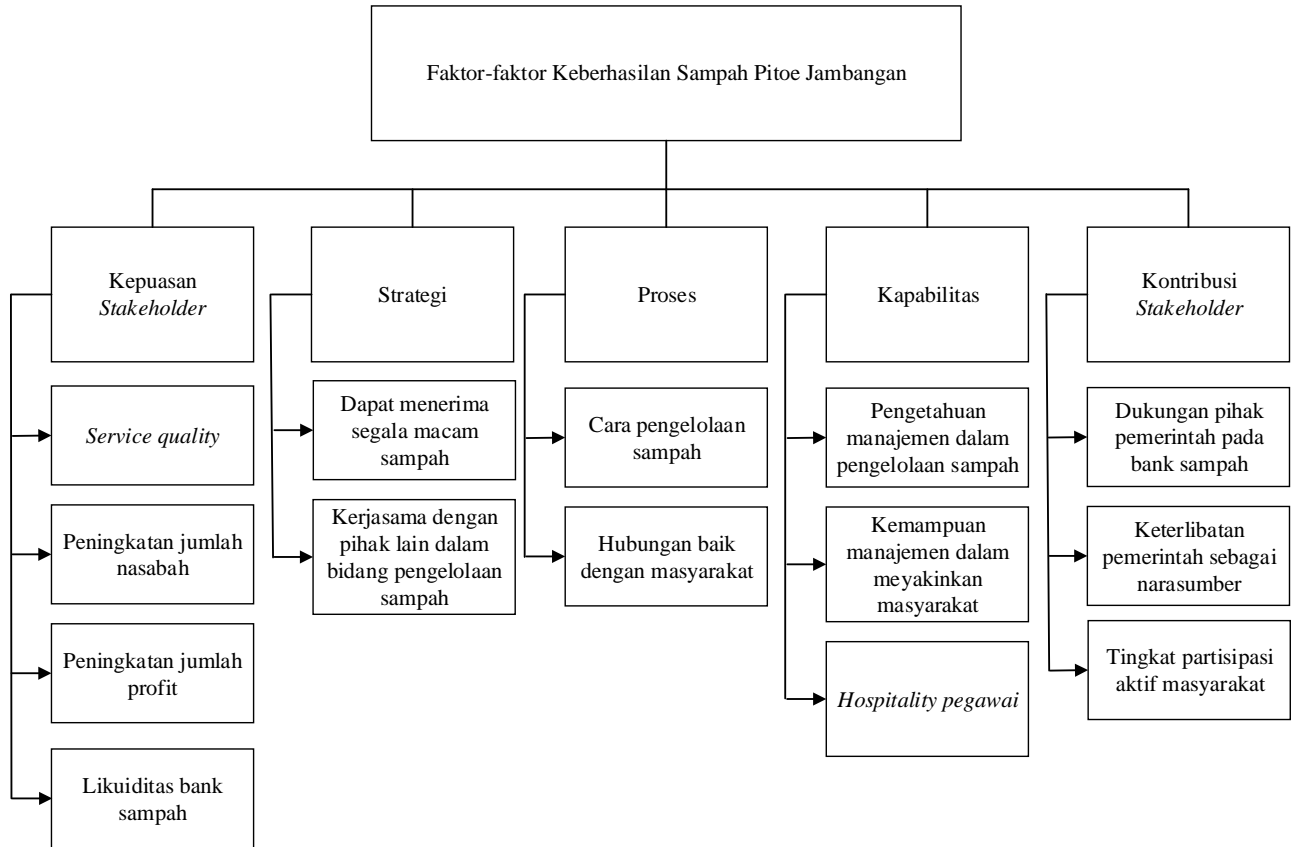 Faktor-faktor Keberhasilan Sampah Pitoe Jambangan
Kepuasan
Stakeholder
Strategi
Proses
Kapabilitas
Kontribusi
Stakeholder
Service quality
Peningkatan jumlah
nasabah
Peningkatan jumlah
profit
Likuiditas bank
sampah
Dapat menerima
segala macam
sampah
Kerjasama dengan
pihak lain dalam
bidang pengelolaan
sampah
Cara pengelolaan
sampah
Hubungan baik
dengan masyarakat
Pengetahuan
manajemen dalam
pengelolaan sampah
Kemampuan
manajemen dalam
meyakinkan
masyarakat
Hospitality pegawai
Dukungan pihak
pemerintah pada
bank sampah
Keterlibatan
pemerintah sebagai
narasumber
Tingkat partisipasi
aktif masyarakat